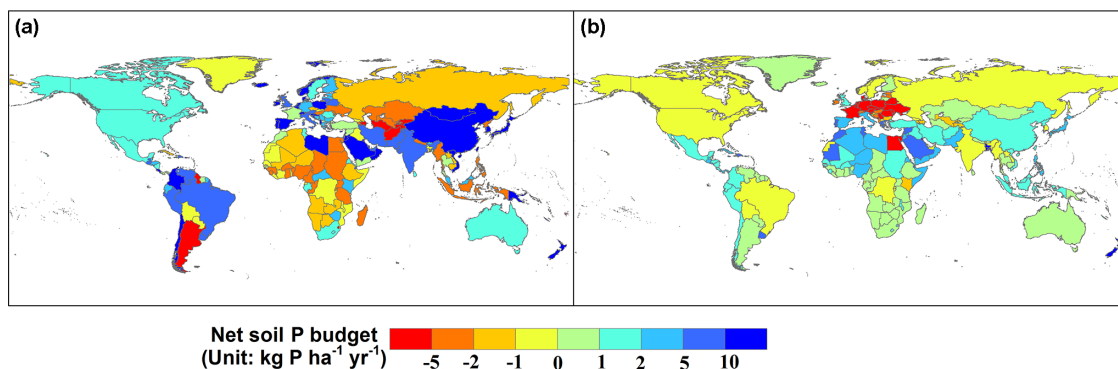 (a)
(b)
Net soil P budget
(Unit: kg P ha⁻¹ yr⁻¹)
-5 -2 -1 0 1 2 5 10